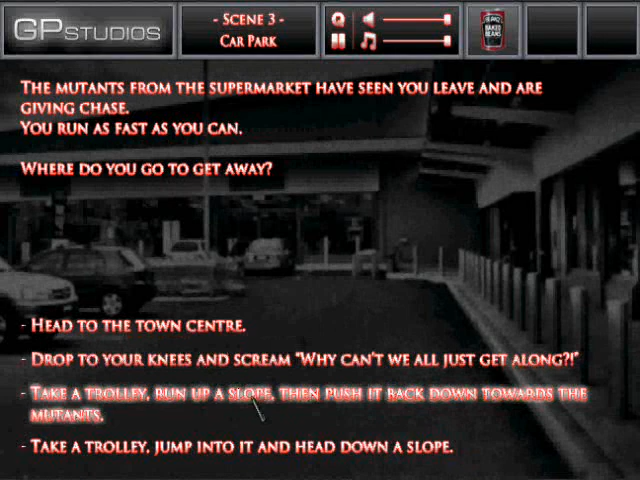 GPSTUDIOS
- SCENE 3 -
CAR PARK
Q
HEINZ
BAKED
BEANS
THE MUTANTS FROM THE SUPERMARKET HAVE SEEN YOU LEAVE AND ARE
GIVING CHASE.
YOU RUN AS FAST AS YOU CAN.
WHERE DO YOU GO TO GET AWAY?
- HEAD TO THE TOWN CENTRE.
- DROP TO YOUR KNEES AND SCREAM "WHY CAN'T WE ALL JUST GET ALONG?!"
- TAKE A TROLLEY, RUN UP A SLOPE, THEN PUSH IT BACK DOWN TOWARDS THE
MUTANTS.
- TAKE A TROLLEY, JUMP INTO IT AND HEAD DOWN A SLOPE.